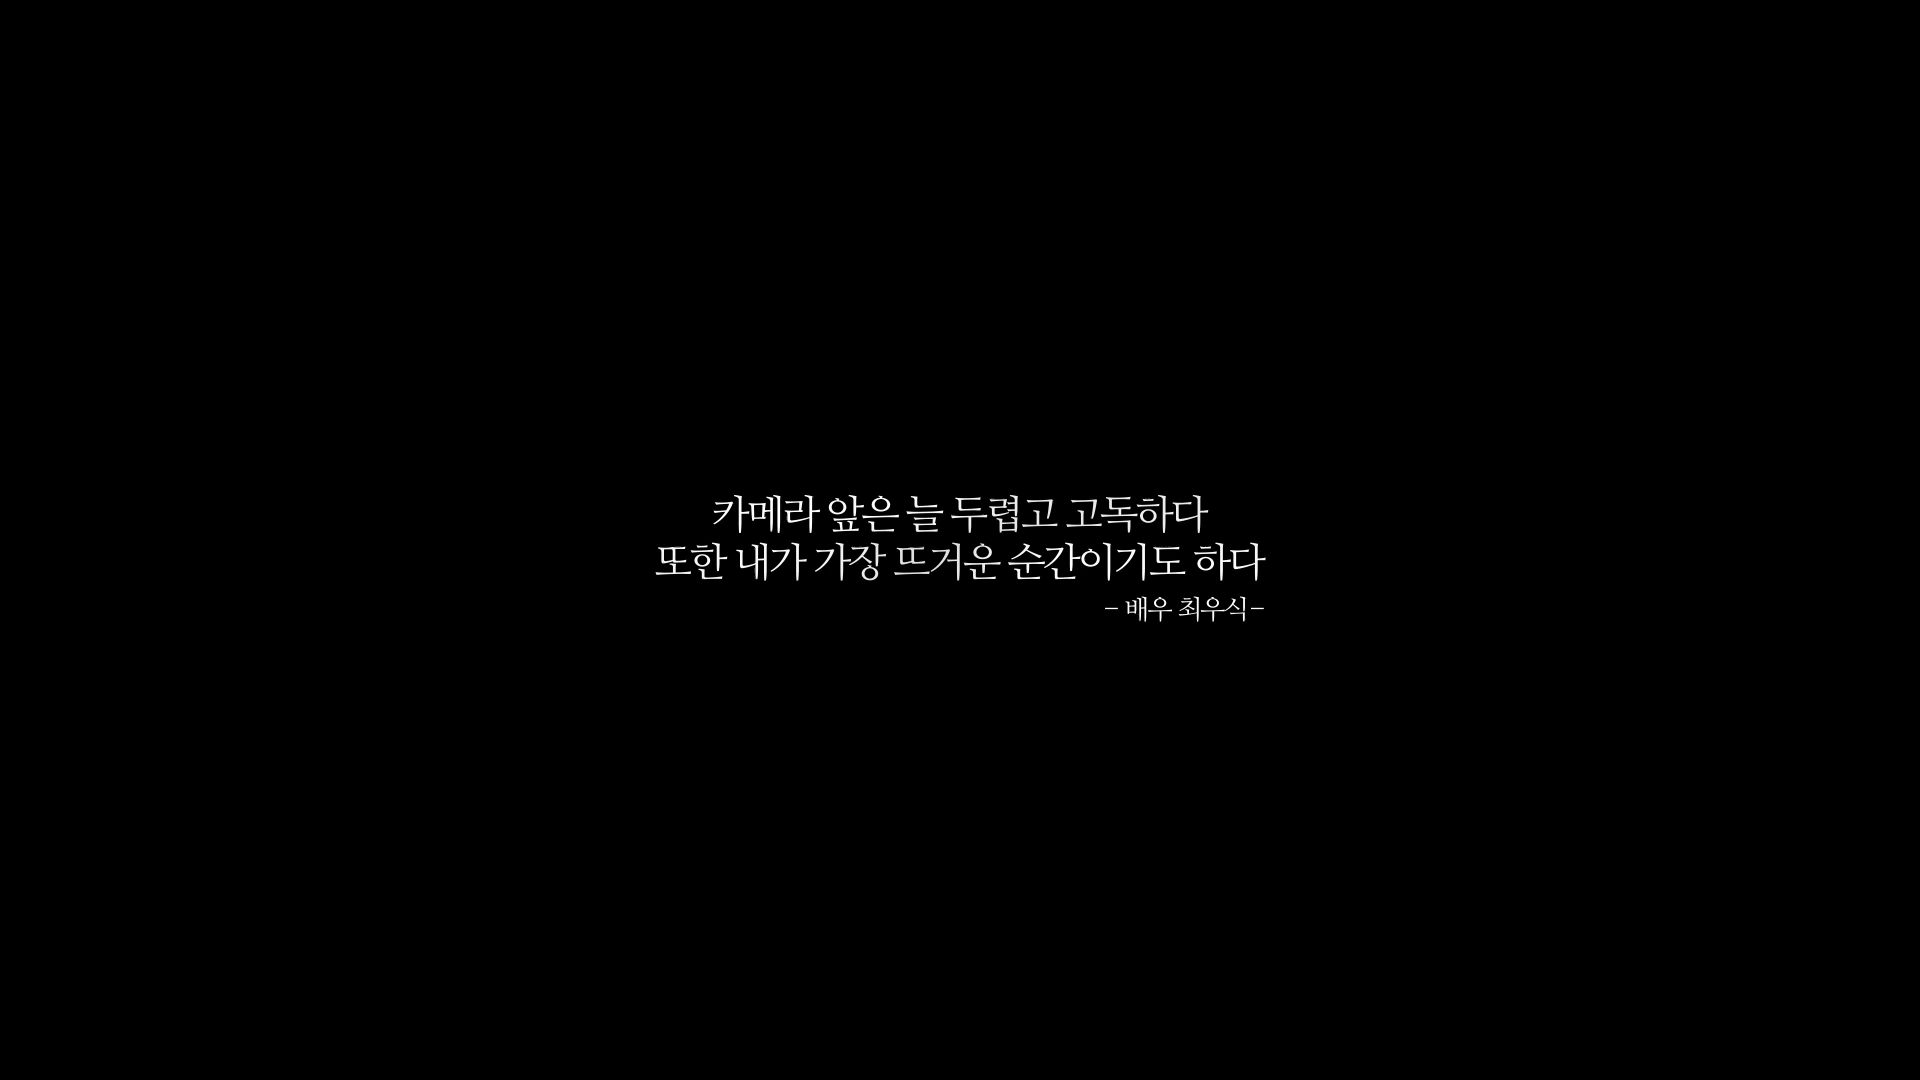 카메라 앞은 늘 두렵고 고독하다
또한 내가 가장 뜨거운 순간이기도 하다
- 배우 최우식-